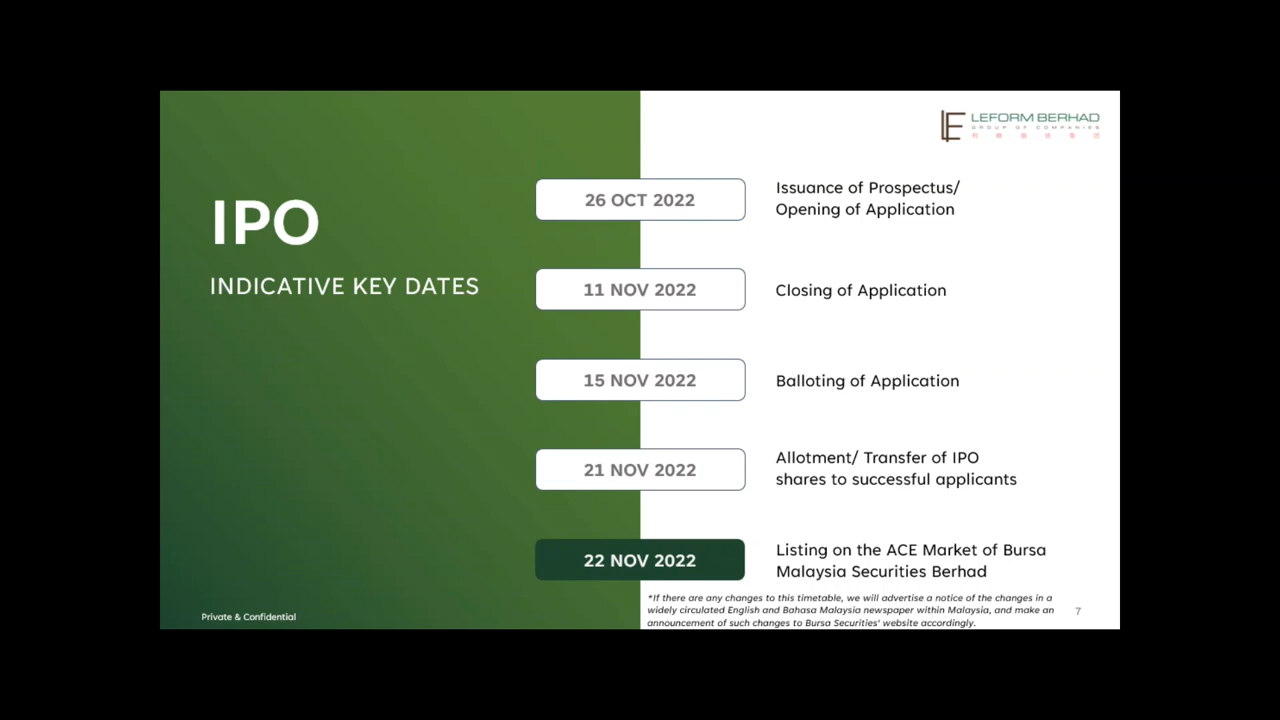 LEFORM BERHAD
GROUP OF COMPANIES
IPO
INDICATIVE KEY DATES
26 OCT 2022
Issuance of Prospectus/
Opening of Application
11 NOV 2022
Closing of Application
15 NOV 2022
Balloting of Application
21 NOV 2022
Allotment/ Transfer of IPO
shares to successful applicants
22 NOV 2022
Listing on the ACE Market of Bursa
Malaysia Securities Berhad
*If there are any changes to this timetable, we will advertise a notice of the changes in a
widely circulated English and Bahasa Malaysia newspaper within Malaysia, and make an
announcement of such changes to Bursa Securities' website accordingly.
Private & Confidential
7